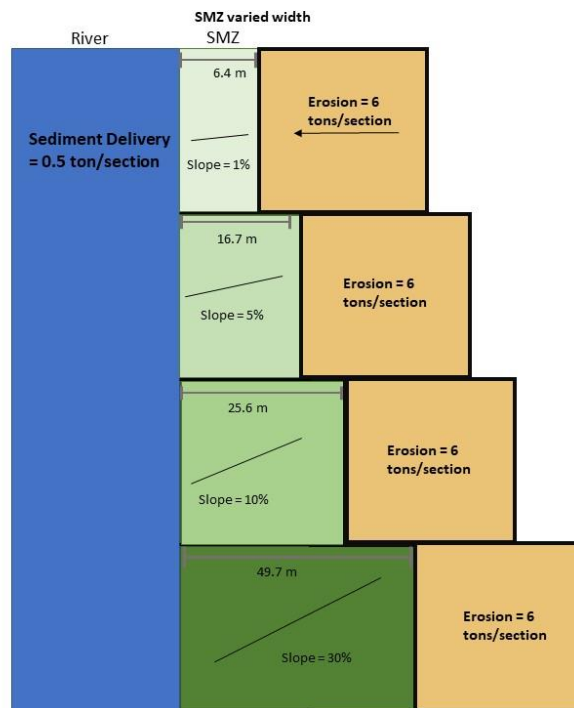 SMZ varied width
River
SMZ
6.4 m
Erosion = 6
tons/section
Sediment Delivery
= 0.5 ton/section
Slope = 1%
16.7 m
Erosion = 6
tons/section
Slope = 5%
25.6 m
Erosion = 6
tons/section
Slope = 10%
49.7 m
Erosion = 6
tons/section
Slope = 30%